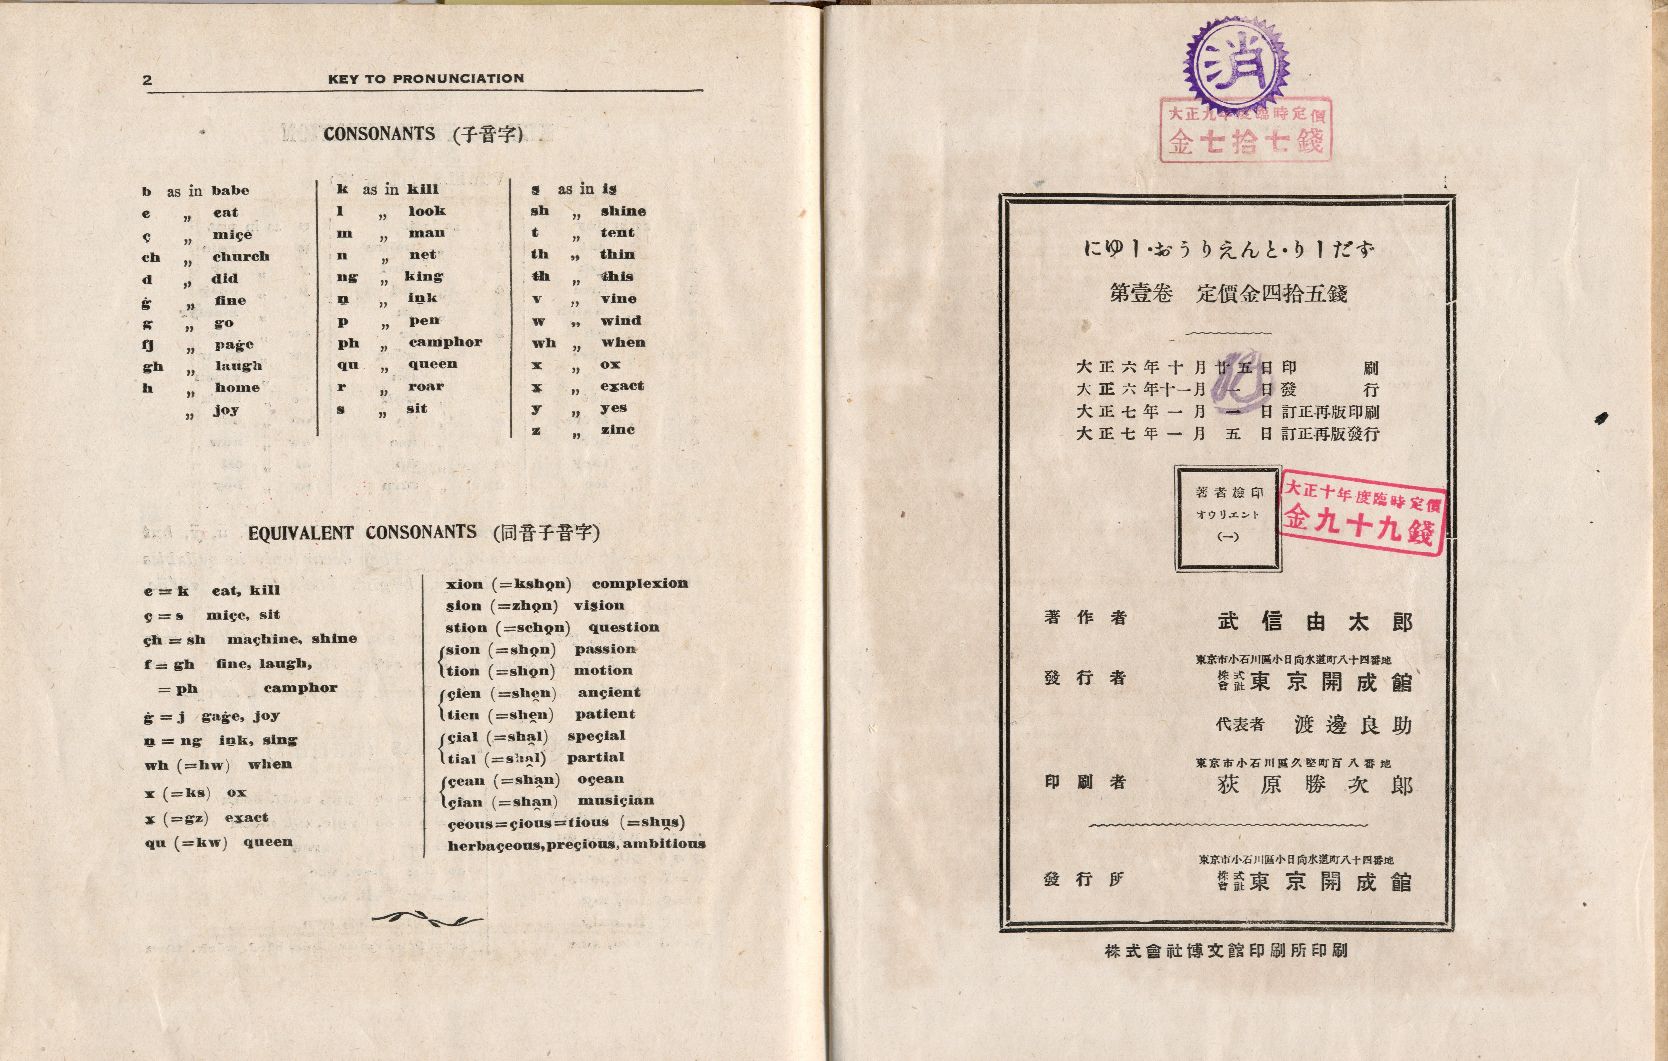 2 KEY TO PRONUNCIATION
CONSONANTS (子音字)
b as in babe
c „ cat
ç „ miçe
ch „ church
d „ did
ġ „ fine
g „ go
fJ „ paġe
gh „ laugh
h „ home
„ joy
k as in kill
l „ look
m „ man
n „ net
ng „ king
ṉ „ iṉk
p „ pen
ph „ camphor
qu „ queen
r „ roar
s „ sit
s̱ as in is̱
sh „ shine
t „ tent
th „ thin
th „ this
v „ vine
w „ wind
wh „ when
x „ ox
x̱ „ ex̱act
y „ yes
z „ zinc
EQUIVALENT CONSONANTS (同音子音字)
c = k cat, kill
ç = s miçe, sit
çh = sh maçhine, shine
f = gh fine, laugh,
= ph camphor
ġ = j gaġe, joy
ṉ = ng iṉk, sing
wh (=hw) when
x (=ks) ox
x̱ (=gz) ex̱act
qu (=kw) queen
xion (=kshon) complexion
s̱ion (=zhon) vis̱ion
stion (=schon) question
sion (=shon) passion
tion (=shon) motion
çien (=shen) ançient
tien (=shen) patient
çial (=shal) speçial
tial (=shal) partial
çean (=shan) oçean
çian (=shan) musiçian
çeous=çious=tious (=shus)
herbaçeous, preçious, ambitious
消
大正九年度臨時定價
金七拾七錢
にゆー・おうりえんと・りーだず
第壹卷 定價金四拾五錢
大正六年十月廿五日印刷
大正六年十一月一日發行
大正七年一月一日訂正再版印刷
大正七年一月五日訂正再版發行
著者檢印
オウリエント
(一)
大正十年度臨時定價
金九十九錢
著作者 武信由太郎
東京市小石川區小日向水道町八十四番地
發行者 株式會社東京開成館
代表者 渡邊良助
東京市小石川區久堅町百八番地
印刷者 荻原勝次郎
東京市小石川區小日向水道町八十四番地
發行所 株式會社東京開成館
株式會社博文館印刷所印刷